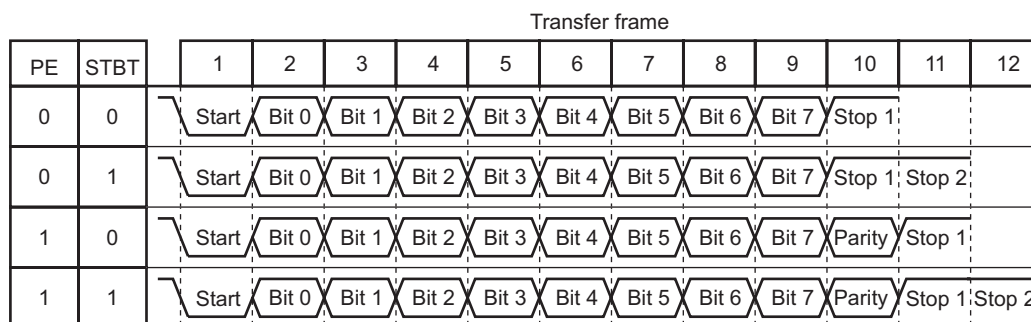 Transfer frame
PE STBT 1 2 3 4 5 6 7 8 9 10 11 12
0 0 Start Bit 0 Bit 1 Bit 2 Bit 3 Bit 4 Bit 5 Bit 6 Bit 7 Stop 1
0 1 Start Bit 0 Bit 1 Bit 2 Bit 3 Bit 4 Bit 5 Bit 6 Bit 7 Stop 1 Stop 2
1 0 Start Bit 0 Bit 1 Bit 2 Bit 3 Bit 4 Bit 5 Bit 6 Bit 7 Parity Stop 1
1 1 Start Bit 0 Bit 1 Bit 2 Bit 3 Bit 4 Bit 5 Bit 6 Bit 7 Parity Stop 1 Stop 2